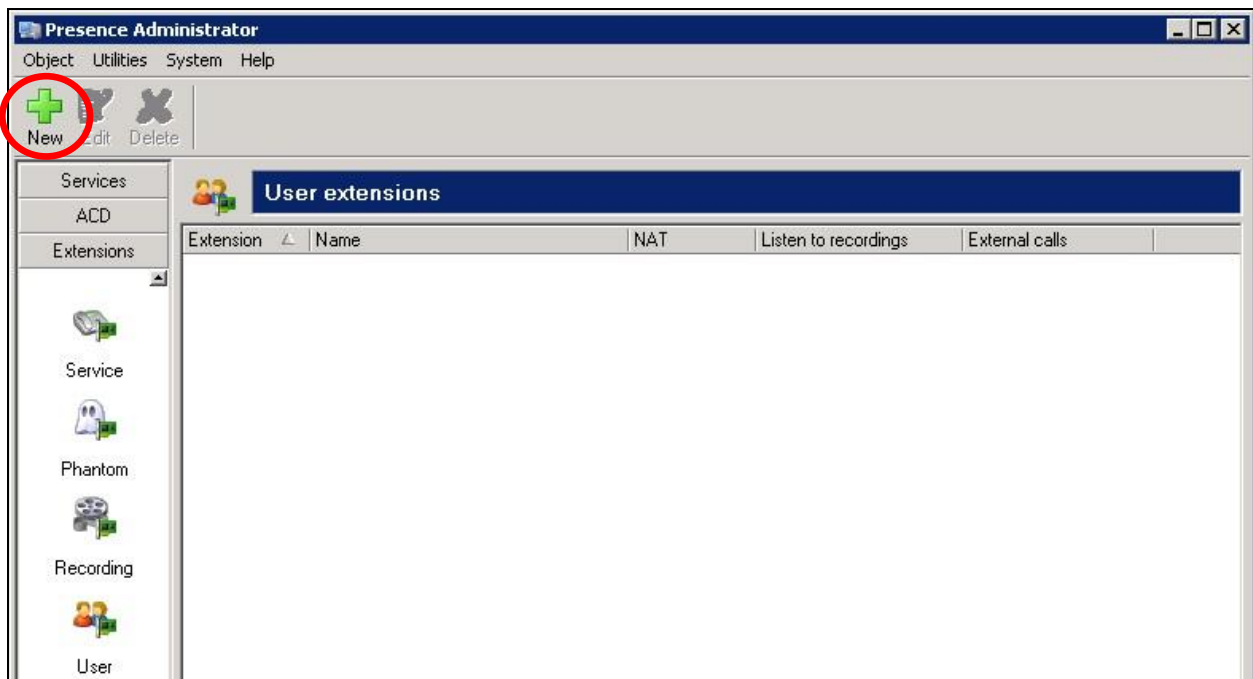 Presence Administrator
Object Utilities System Help
New Edit Delete
Services
ACD
Extensions
User extensions
Extension Name NAT Listen to recordings External calls
Service
Phantom
Recording
User